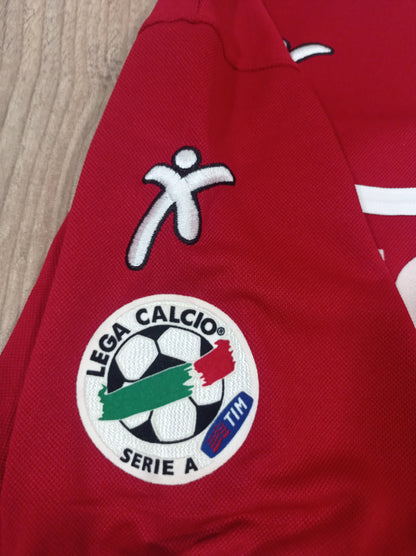 LEGA CALCIO®
SERIE A
TIM